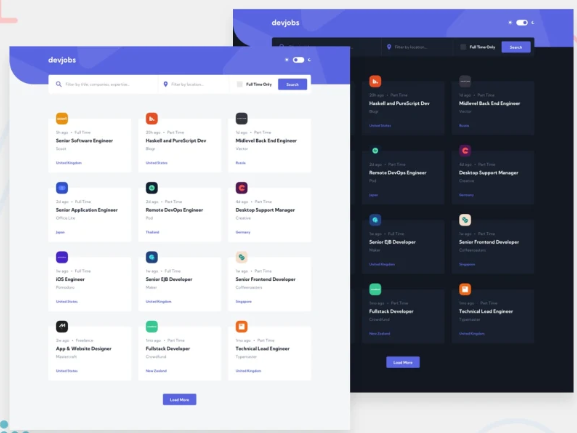 devjobs
devjobs
Filter by title, companies, expertise...
Filter by location...
Full Time Only
Search
Filter by location...
Full Time Only
Search
5h ago • Full Time
Senior Software Engineer
Scoot
United Kingdom
20h ago • Part Time
Haskell and PureScript Dev
Blogr
United States
1d ago • Part Time
Midlevel Back End Engineer
Vector
Russia
2d ago • Full Time
Senior Application Engineer
Office Lite
Japan
2d ago • Part Time
Remote DevOps Engineer
Pod
Thailand
2d ago • Part Time
Desktop Support Manager
Creative
Germany
1w ago • Full Time
iOS Engineer
Pomodoro
United States
1w ago • Full Time
Senior EJB Developer
Maker
United Kingdom
1w ago • Part Time
Senior Frontend Developer
Coffeeroasters
Singapore
2w ago • Freelance
App & Website Designer
Mastercraft
United States
1mo ago • Part Time
Fullstack Developer
Crowdfund
New Zealand
1mo ago • Part Time
Technical Lead Engineer
Typemaster
United Kingdom
Load More
20h ago • Part Time
Haskell and PureScript Dev
Blogr
United States
1d ago • Part Time
Midlevel Back End Engineer
Vector
Russia
2d ago • Part Time
Remote DevOps Engineer
Pod
Japan
2d ago • Part Time
Desktop Support Manager
Creative
Germany
1w ago • Full Time
Senior EJB Developer
Maker
United Kingdom
1w ago • Part Time
Senior Frontend Developer
Coffeeroasters
Singapore
1mo ago • Part Time
Fullstack Developer
Crowdfund
New Zealand
1mo ago • Part Time
Technical Lead Engineer
Typemaster
United Kingdom
Load More